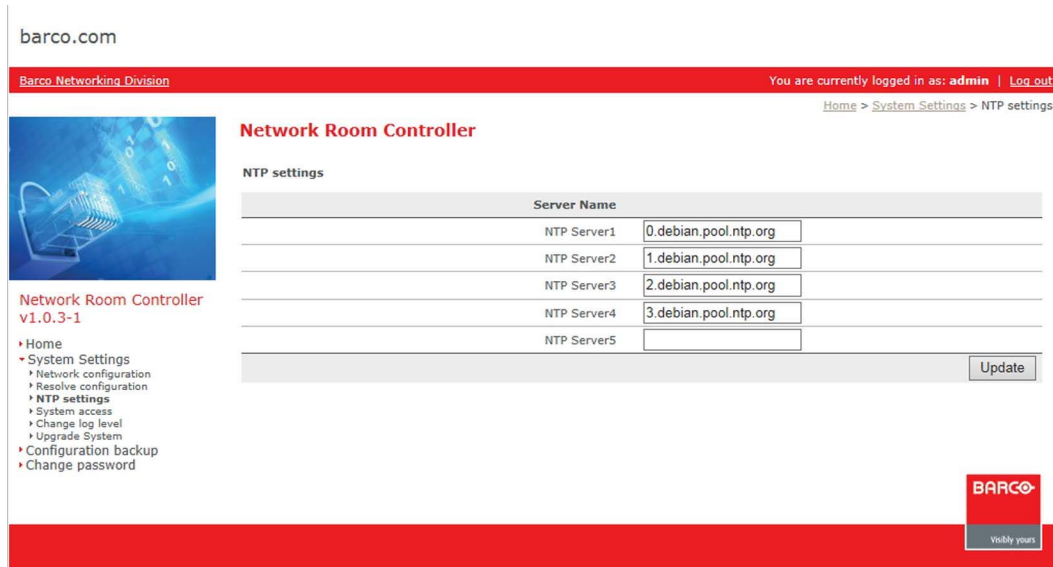 barco.com
Barco Networking Division
You are currently logged in as: admin | Log out
Home > System Settings > NTP settings
Network Room Controller
NTP settings
Server Name
NTP Server1 0.debian.pool.ntp.org
NTP Server2 1.debian.pool.ntp.org
NTP Server3 2.debian.pool.ntp.org
NTP Server4 3.debian.pool.ntp.org
NTP Server5
Update
Network Room Controller
v1.0.3-1
Home
System Settings
Network configuration
Resolve configuration
NTP settings
System access
Change log level
Upgrade System
Configuration backup
Change password
BARCO
Visibly yours